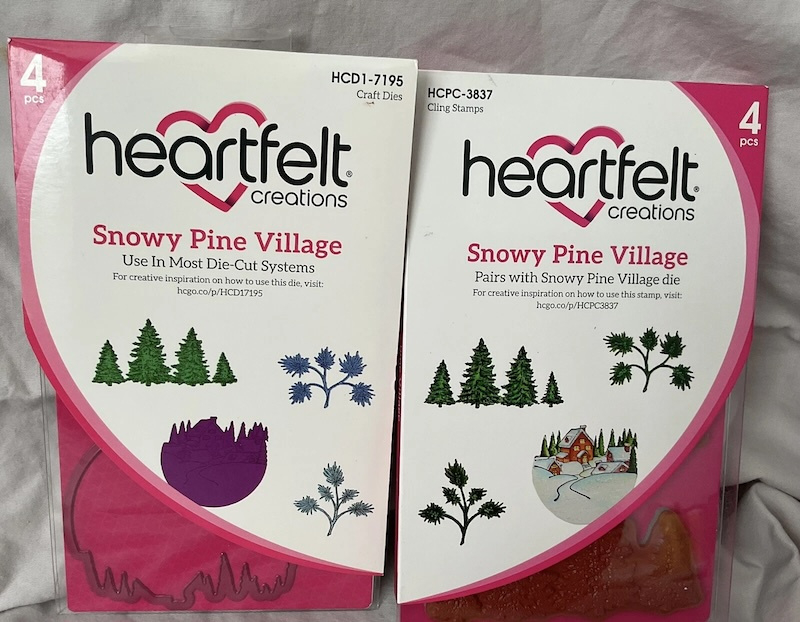 4
pcs
HCD1-7195
Craft Dies
heartfelt®
creations
Snowy Pine Village
Use In Most Die-Cut Systems
For creative inspiration on how to use this die, visit:
hcgo.co/p/HCD17195
HCPC-3837
Cling Stamps
4
pcs
heartfelt®
creations
Snowy Pine Village
Pairs with Snowy Pine Village die
For creative inspiration on how to use this stamp, visit:
hcgo.co/p/HCPC3837